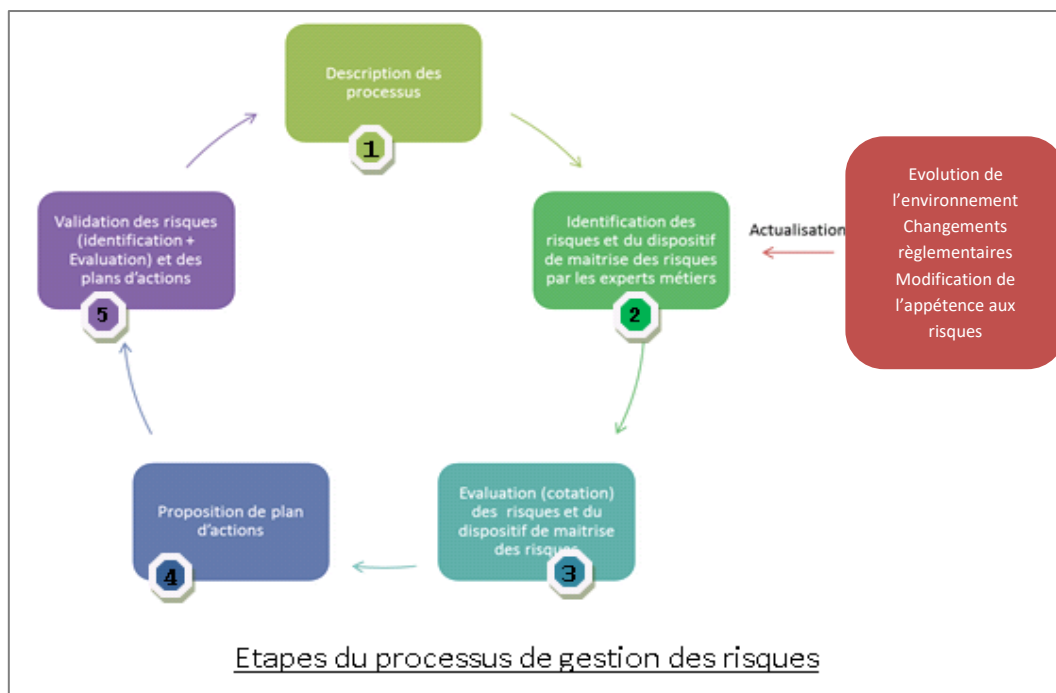 Description des
processus
1
Identification des
risques et du dispositif
de maitrise des risques
par les experts métiers
2
Actualisation
Evolution de
l'environnement
Changements
règlementaires
Modification de
l'appétence aux
risques
Evaluation (cotation)
des risques et du
dispositif de maitrise
des risques
3
Proposition de plan
d'actions
4
Validation des risques
(identification +
Evaluation) et des
plans d'actions
5
Etapes du processus de gestion des risques